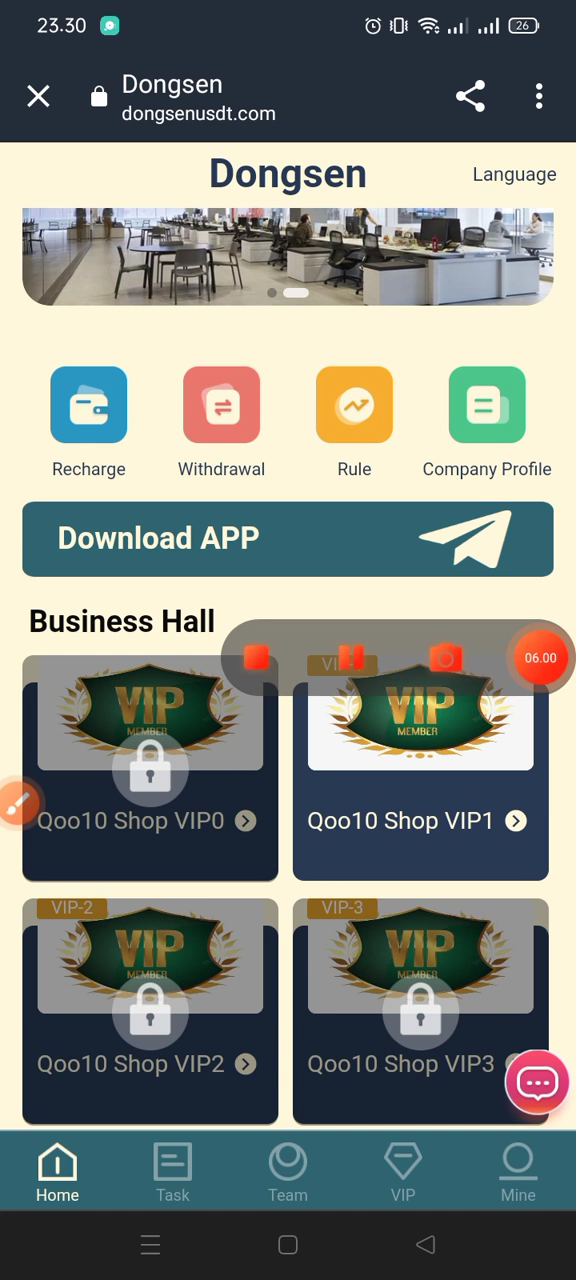 23.30
26
Dongsen
dongsenusdt.com
Dongsen
Language
Recharge
Withdrawal
Rule
Company Profile
Download APP
Business Hall
06.00
VIP
MEMBER
Qoo10 Shop VIP0
VIP
MEMBER
Qoo10 Shop VIP1
VIP-2
VIP
MEMBER
Qoo10 Shop VIP2
VIP-3
VIP
MEMBER
Qoo10 Shop VIP3
Home
Task
Team
VIP
Mine